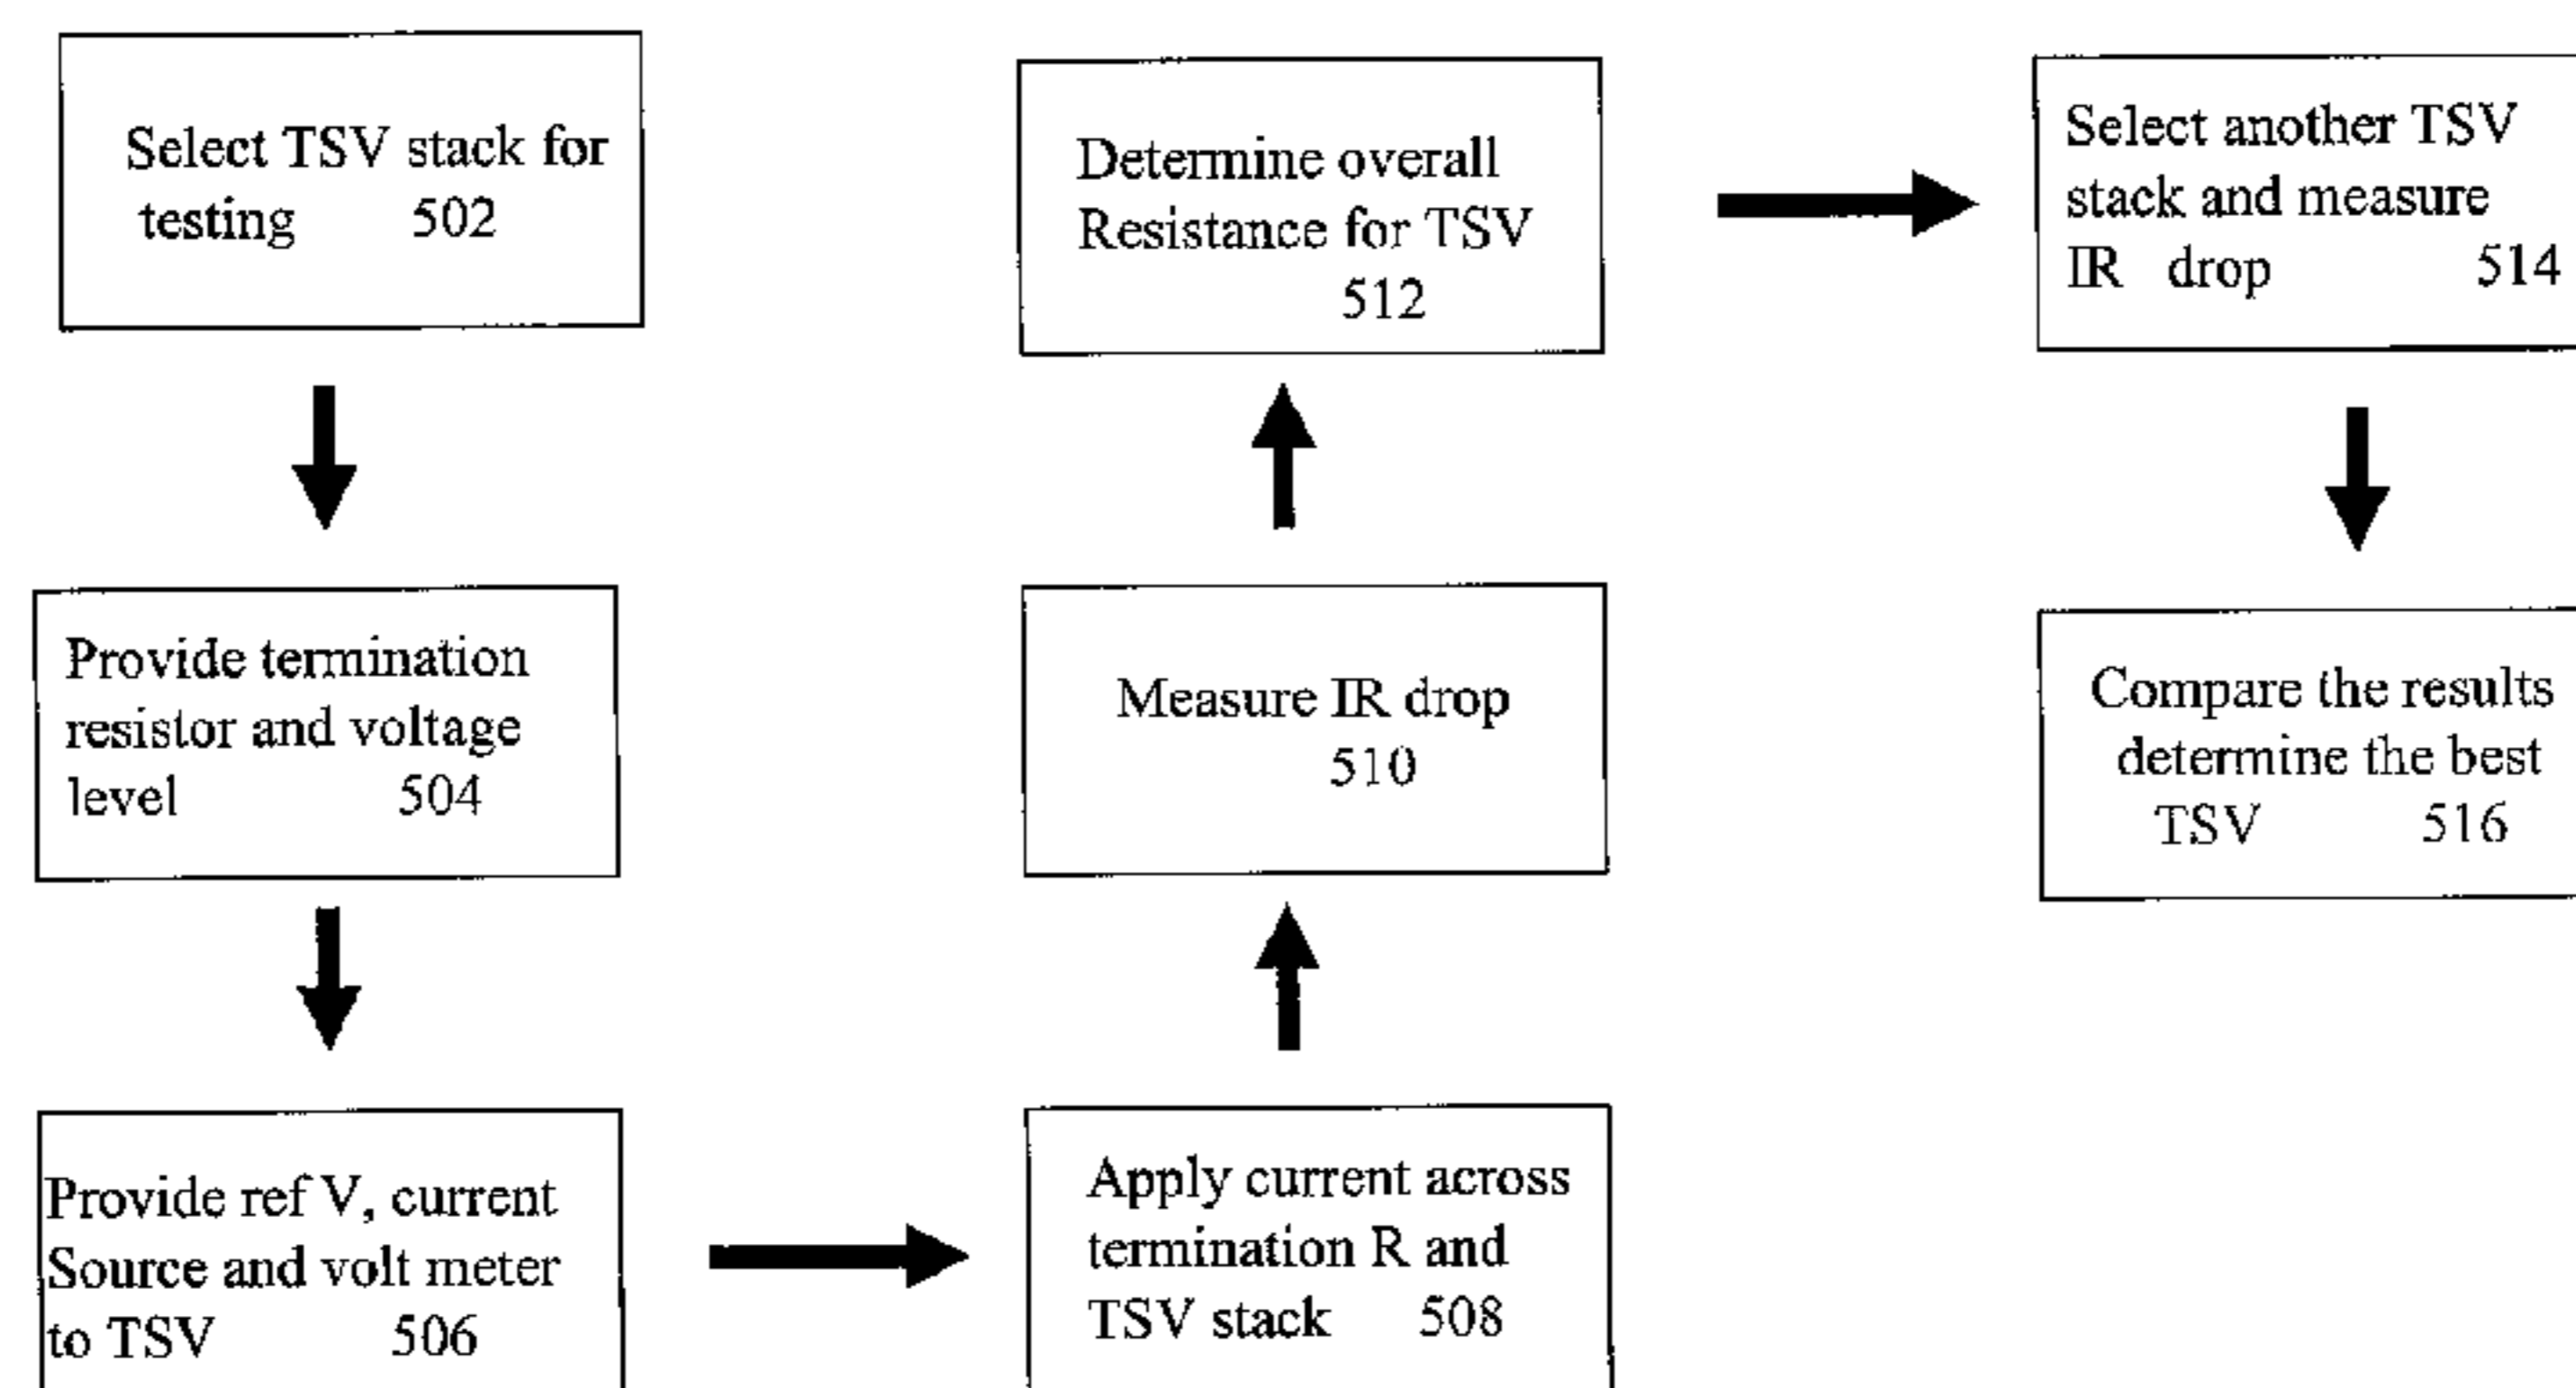 Select TSV stack for
testing 502
Provide termination
resistor and voltage
level 504
Provide ref V, current
Source and volt meter
to TSV 506
Apply current across
termination R and
TSV stack 508
Measure IR drop
510
Determine overall
Resistance for TSV
512
Select another TSV
stack and measure
IR drop 514
Compare the results
determine the best
TSV 516